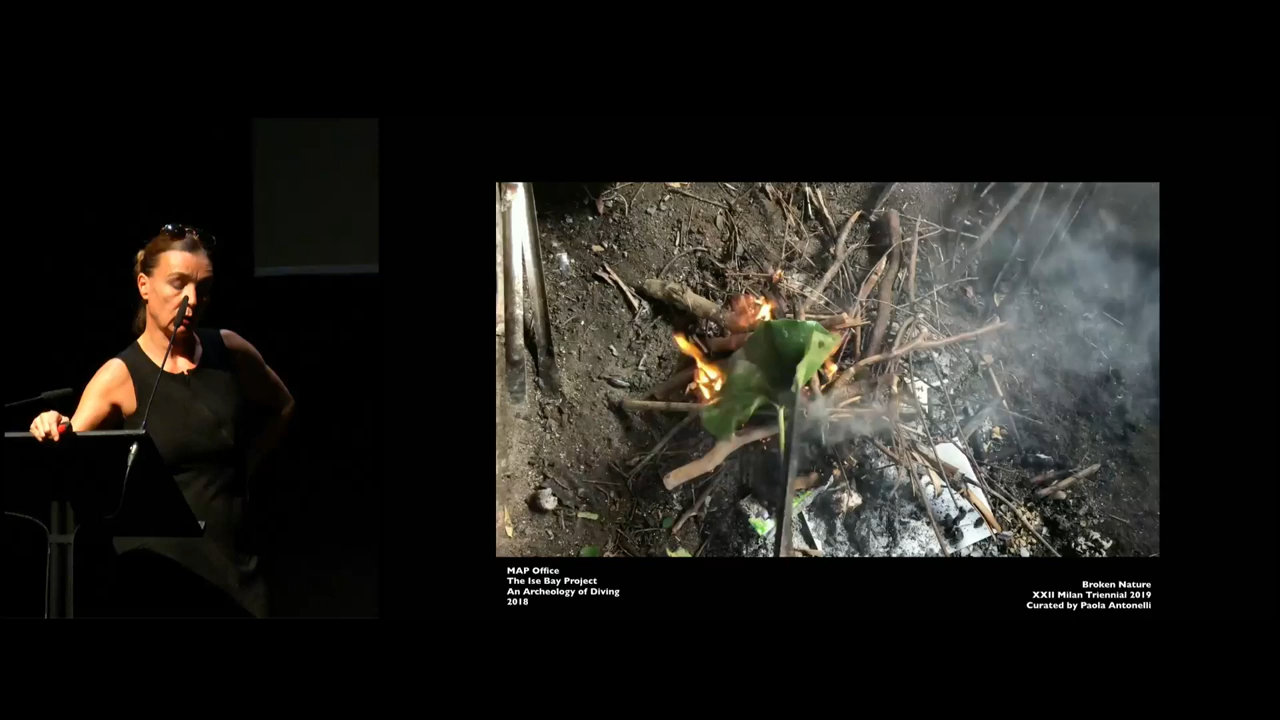 MAP Office
The Ise Bay Project
An Archeology of Diving
2018
Broken Nature
XXII Milan Triennial 2019
Curated by Paola Antonelli